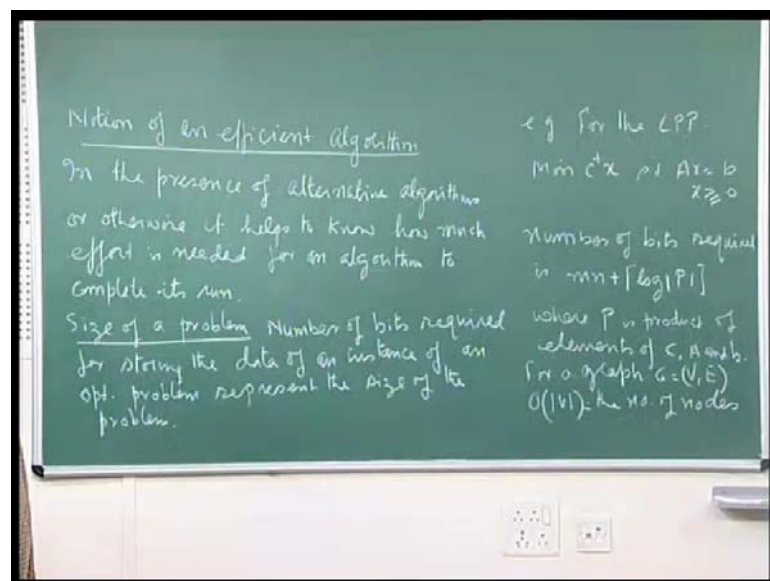 Notion of an efficient algorithm
In the presence of alternative algorithms
or otherwise it helps to know how much
effort is needed for an algorithm to
complete its run.
Size of a problem Number of bits required
for storing the data of an instance of an
opt. problem represent the size of the
problem.
e g For the LPP
Min cᵗx st Ax = b
x ≥ 0
number of bits required
is mn + ⌈log|P|⌉
where P is product of
elements of C, A and b.
For a graph G = (V, E)
O(|V|) = the no. of nodes